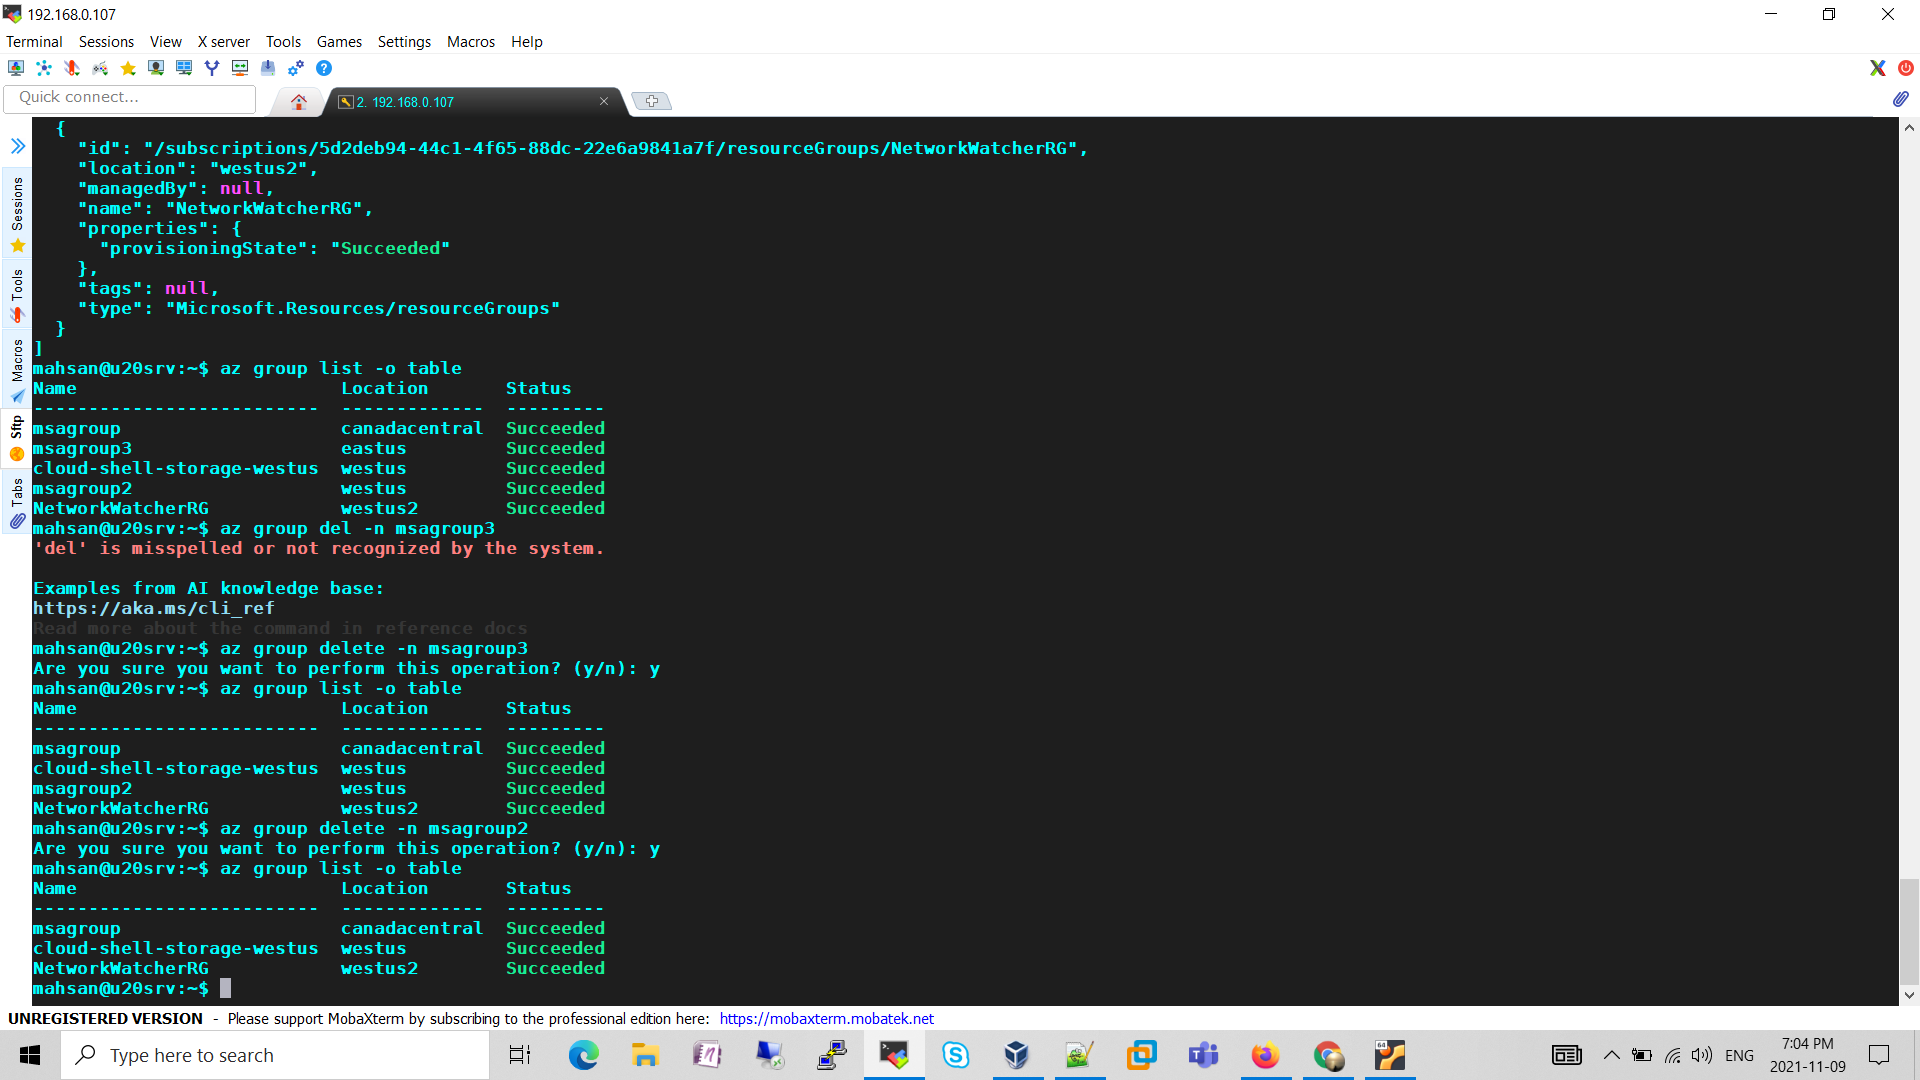 192.168.0.107
Terminal Sessions View X server Tools Games Settings Macros Help
Quick connect...
2. 192.168.0.107
Sessions
Tools
Macros
Sftp
Tabs
{
"id": "/subscriptions/5d2deb94-44c1-4f65-88dc-22e6a9841a7f/resourceGroups/NetworkWatcherRG",
"location": "westus2",
"managedBy": null,
"name": "NetworkWatcherRG",
"properties": {
"provisioningState": "Succeeded"
},
"tags": null,
"type": "Microsoft.Resources/resourceGroups"
}
]
mahsan@u20srv:~$ az group list -o table
Name Location Status
-------------------------- ------------- ---------
msagroup canadacentral Succeeded
msagroup3 eastus Succeeded
cloud-shell-storage-westus westus Succeeded
msagroup2 westus Succeeded
NetworkWatcherRG westus2 Succeeded
mahsan@u20srv:~$ az group del -n msagroup3
'del' is misspelled or not recognized by the system.
Examples from AI knowledge base:
https://aka.ms/cli_ref
Read more about the command in reference docs
mahsan@u20srv:~$ az group delete -n msagroup3
Are you sure you want to perform this operation? (y/n): y
mahsan@u20srv:~$ az group list -o table
Name Location Status
-------------------------- ------------- ---------
msagroup canadacentral Succeeded
cloud-shell-storage-westus westus Succeeded
msagroup2 westus Succeeded
NetworkWatcherRG westus2 Succeeded
mahsan@u20srv:~$ az group delete -n msagroup2
Are you sure you want to perform this operation? (y/n): y
mahsan@u20srv:~$ az group list -o table
Name Location Status
-------------------------- ------------- ---------
msagroup canadacentral Succeeded
cloud-shell-storage-westus westus Succeeded
NetworkWatcherRG westus2 Succeeded
mahsan@u20srv:~$
UNREGISTERED VERSION - Please support MobaXterm by subscribing to the professional edition here: https://mobaxterm.mobatek.net
Type here to search
ENG
7:04 PM
2021-11-09